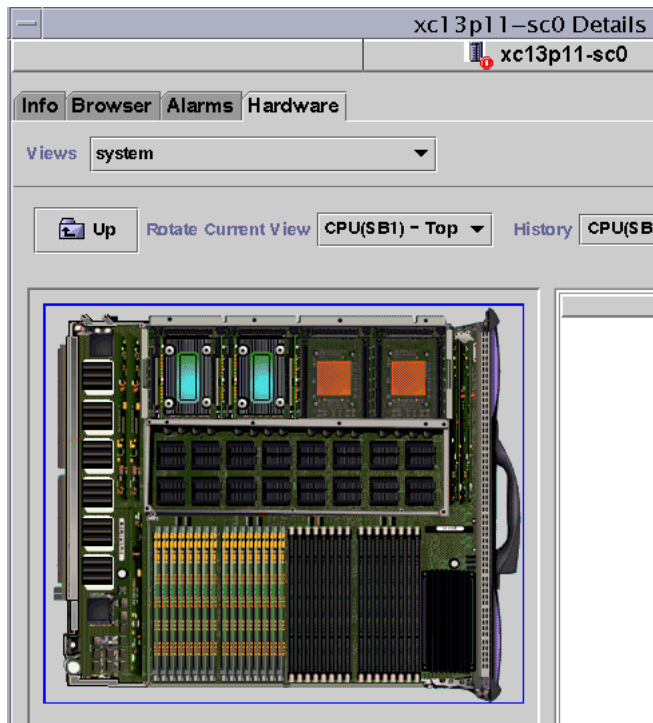 xc13p11-sc0 Details
xc13p11-sc0
Info Browser Alarms Hardware
Views system
Up Rotate Current View CPU(SB1) - Top History CPU(SB